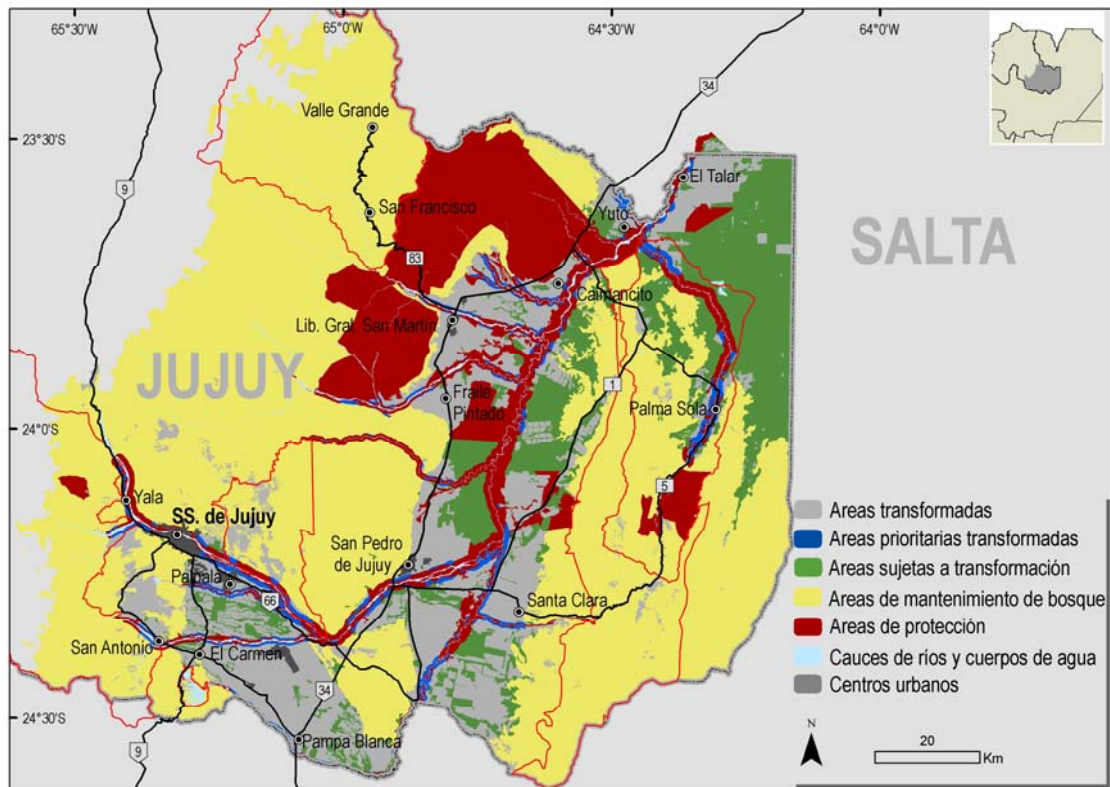 65°30'W
65°0'W
64°30'W
64°0'W
23°30'S
24°0'S
24°30'S
34
Valle Grande
9
El Talar
San Francisco
Yuto
SALTA
83
Caimancito
Lib. Gral. San Martín
JUJUY
1
Fraile
Pintado
Palma Sola
5
Yala
SS. de Jujuy
San Pedro
de Jujuy
Palpala
66
Santa Clara
San Antonio
El Carmen
34
Pampa Blanca
9
Areas transformadas
Areas prioritarias transformadas
Areas sujetas a transformación
Areas de mantenimiento de bosque
Areas de protección
Cauces de ríos y cuerpos de agua
Centros urbanos
N
20
Km